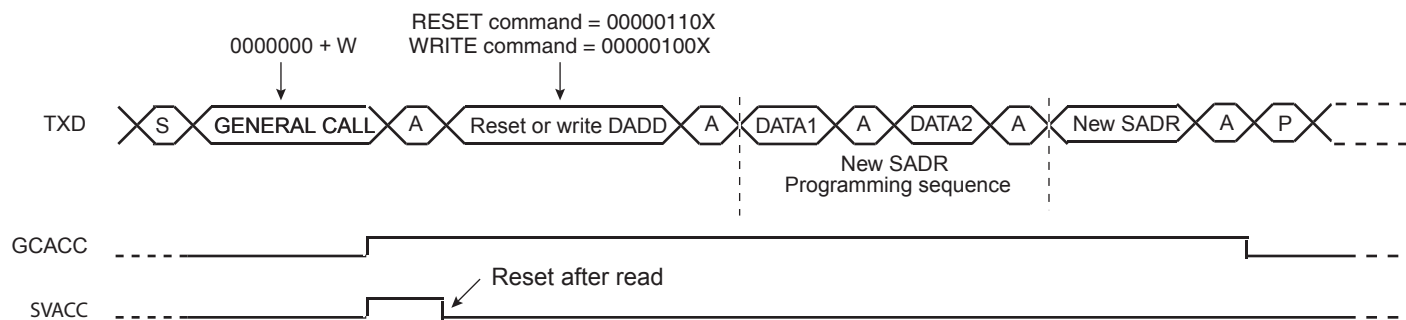 RESET command = 00000110X
0000000 + W
WRITE command = 00000100X
TXD
S
GENERAL CALL
A
Reset or write DADD
A
DATA1
A
DATA2
A
New SADR
A
P
New SADR
Programming sequence
GCACC
Reset after read
SVACC